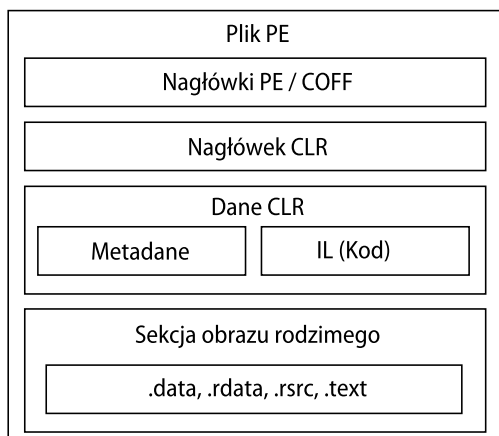 Plik PE
Nagłówki PE / COFF
Nagłówek CLR
Dane CLR
Metadane
IL (Kod)
Sekcja obrazu rodzimego
.data, .rdata, .rsrc, .text